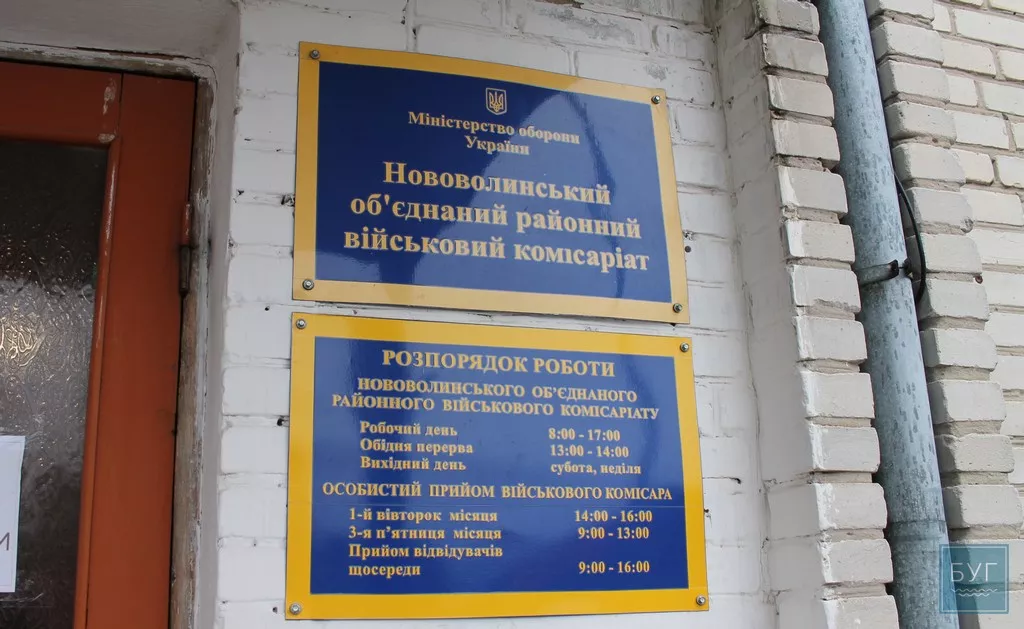 Міністерство оборони
України
Нововолинський
об'єднаний районний
військовий комісаріат
РОЗПОРЯДОК РОБОТИ
НОВОВОЛИНСЬКОГО ОБ'ЄДНАНОГО
РАЙОННОГО ВІЙСЬКОВОГО КОМІСАРІАТУ
Робочий день 8:00 - 17:00
Обідня перерва 13:00 - 14:00
Вихідний день субота, неділя
ОСОБИСТИЙ ПРИЙОМ ВІЙСЬКОВОГО КОМІСАРА
1-й вівторок місяця 14:00 - 16:00
3-я п'ятниця місяця 9:00 - 13:00
Прийом відвідувачів
щосереди 9:00 - 16:00
И
БУГ